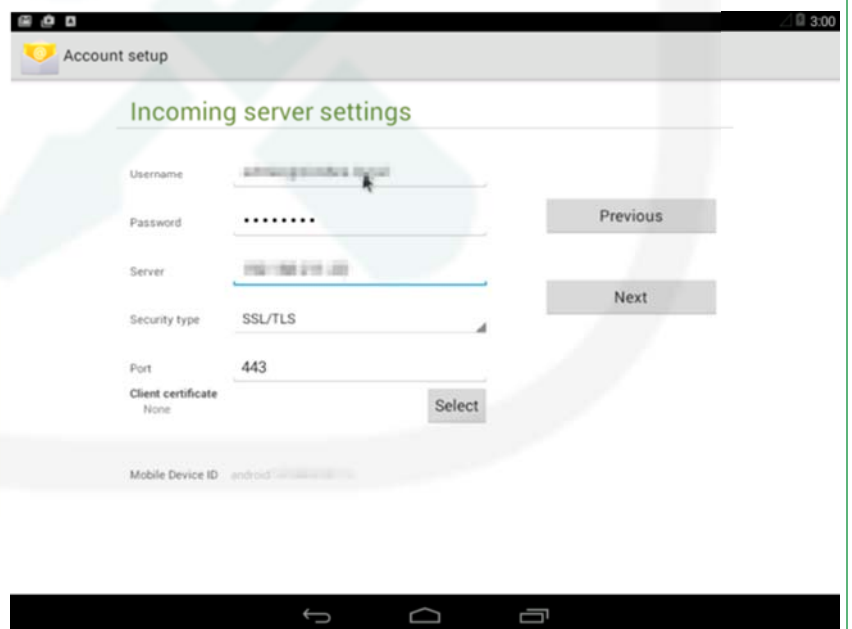 3:00
Account setup
Incoming server settings
Username
Password ••••••••
Previous
Server
Next
Security type SSL/TLS
Port 443
Client certificate
None
Select
Mobile Device ID android